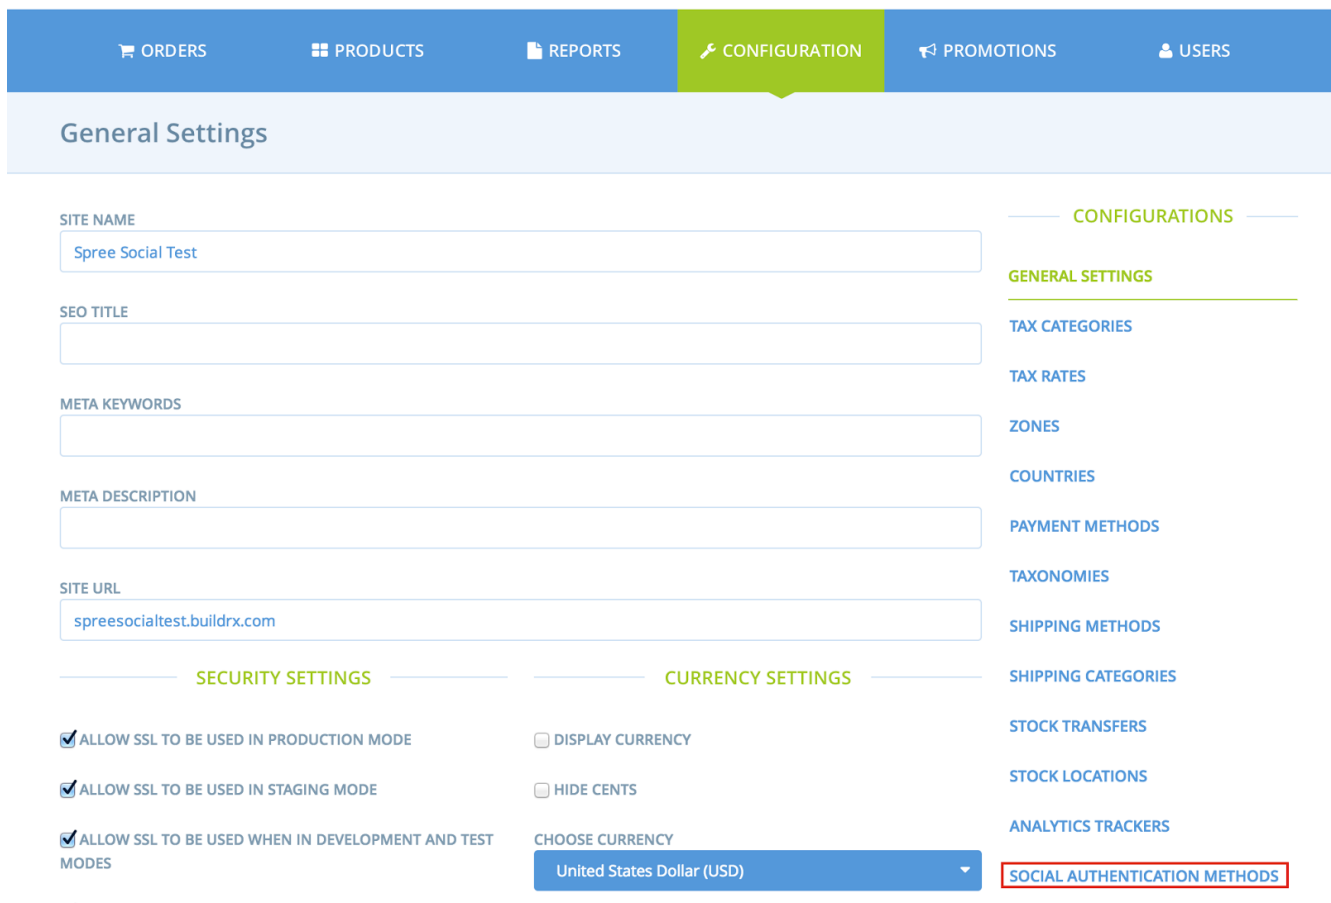 ORDERS PRODUCTS REPORTS CONFIGURATION PROMOTIONS USERS
General Settings
SITE NAME
Spree Social Test
SEO TITLE
META KEYWORDS
META DESCRIPTION
SITE URL
spreesocialtest.buildrx.com
SECURITY SETTINGS
ALLOW SSL TO BE USED IN PRODUCTION MODE
ALLOW SSL TO BE USED IN STAGING MODE
ALLOW SSL TO BE USED WHEN IN DEVELOPMENT AND TEST
MODES
CURRENCY SETTINGS
DISPLAY CURRENCY
HIDE CENTS
CHOOSE CURRENCY
United States Dollar (USD)
CONFIGURATIONS
GENERAL SETTINGS
TAX CATEGORIES
TAX RATES
ZONES
COUNTRIES
PAYMENT METHODS
TAXONOMIES
SHIPPING METHODS
SHIPPING CATEGORIES
STOCK TRANSFERS
STOCK LOCATIONS
ANALYTICS TRACKERS
SOCIAL AUTHENTICATION METHODS